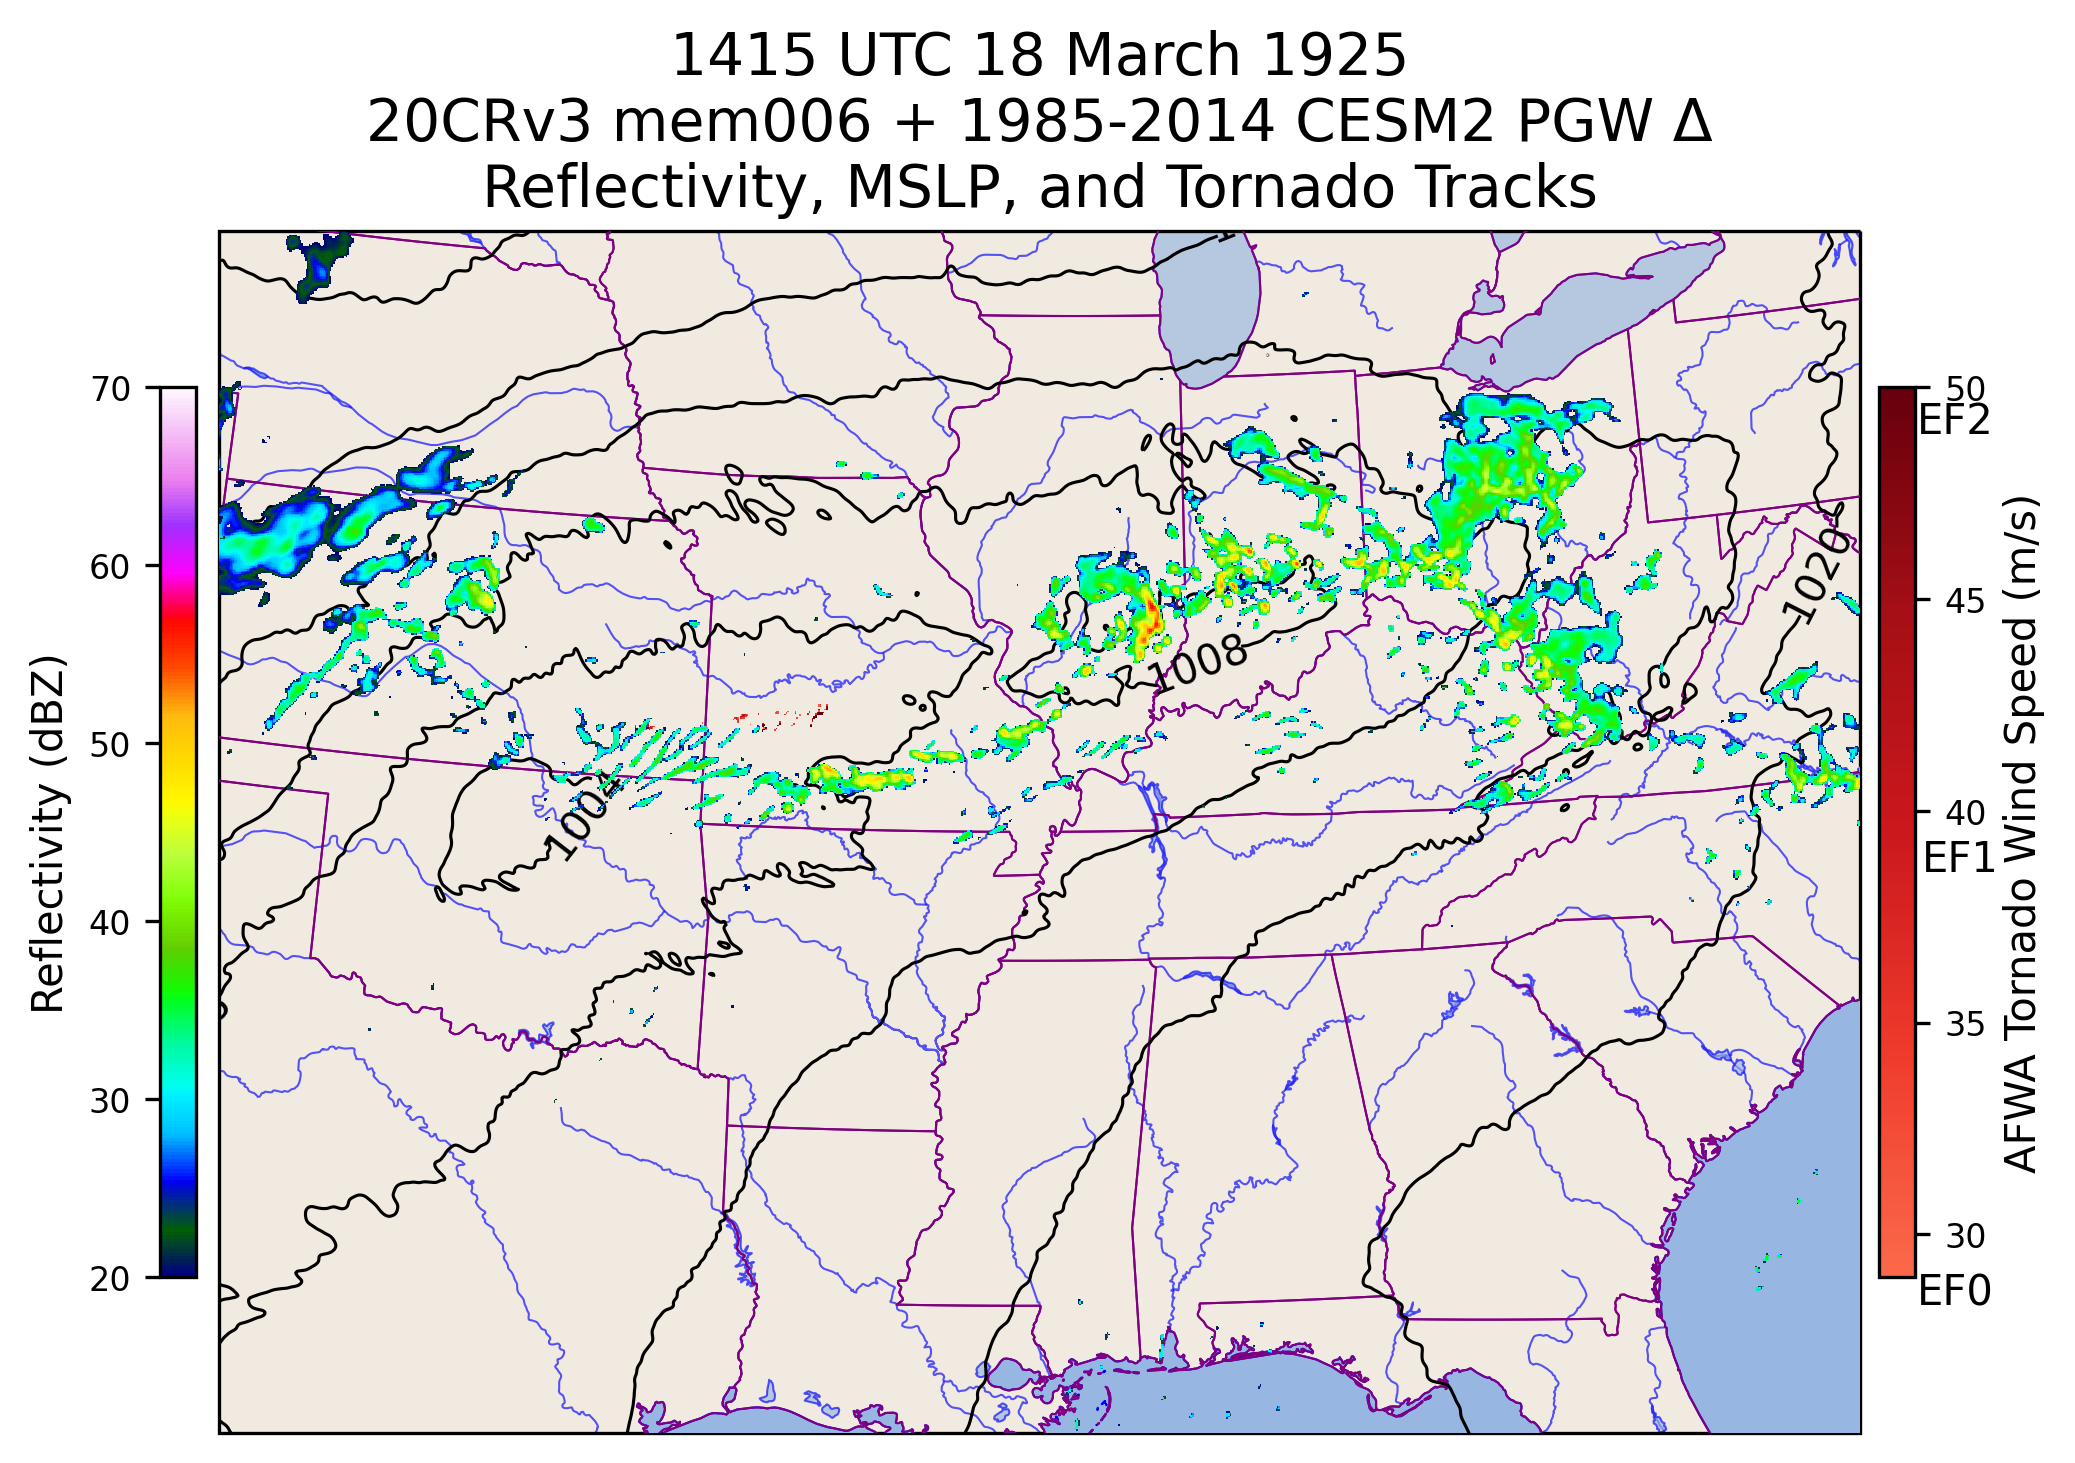 1415 UTC 18 March 1925
20CRv3 mem006 + 1985-2014 CESM2 PGW Δ
Reflectivity, MSLP, and Tornado Tracks
Reflectivity (dBZ)
70
60
50
40
30
20
1020
1008
1004
50
EF2
45
40
EF1
35
30
EF0
AFWA Tornado Wind Speed (m/s)